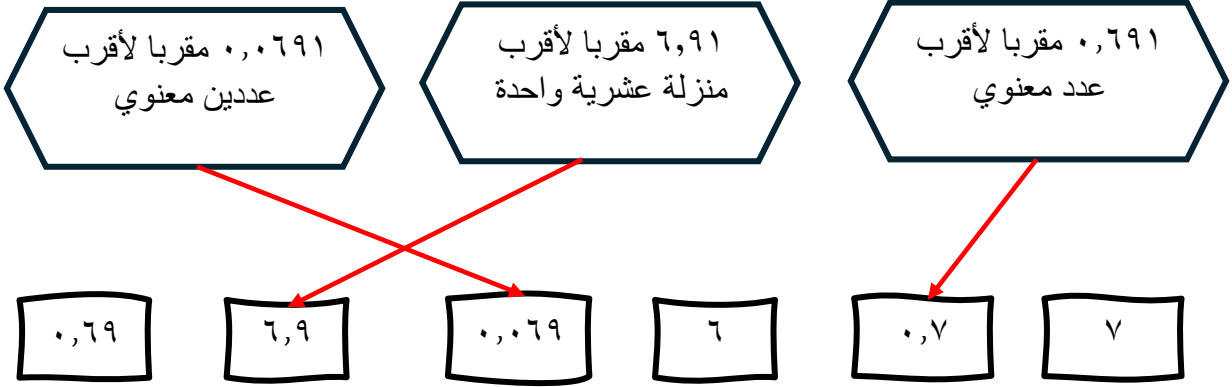 ٠,٦٩١ مقربا لأقرب
عدد معنوي
٦,٩١ مقربا لأقرب
منزلة عشرية واحدة
٠,٠٦٩١ مقربا لأقرب
عددين معنوي
٧
٠,٧
٦
٠,٠٦٩
٦,٩
٠,٦٩